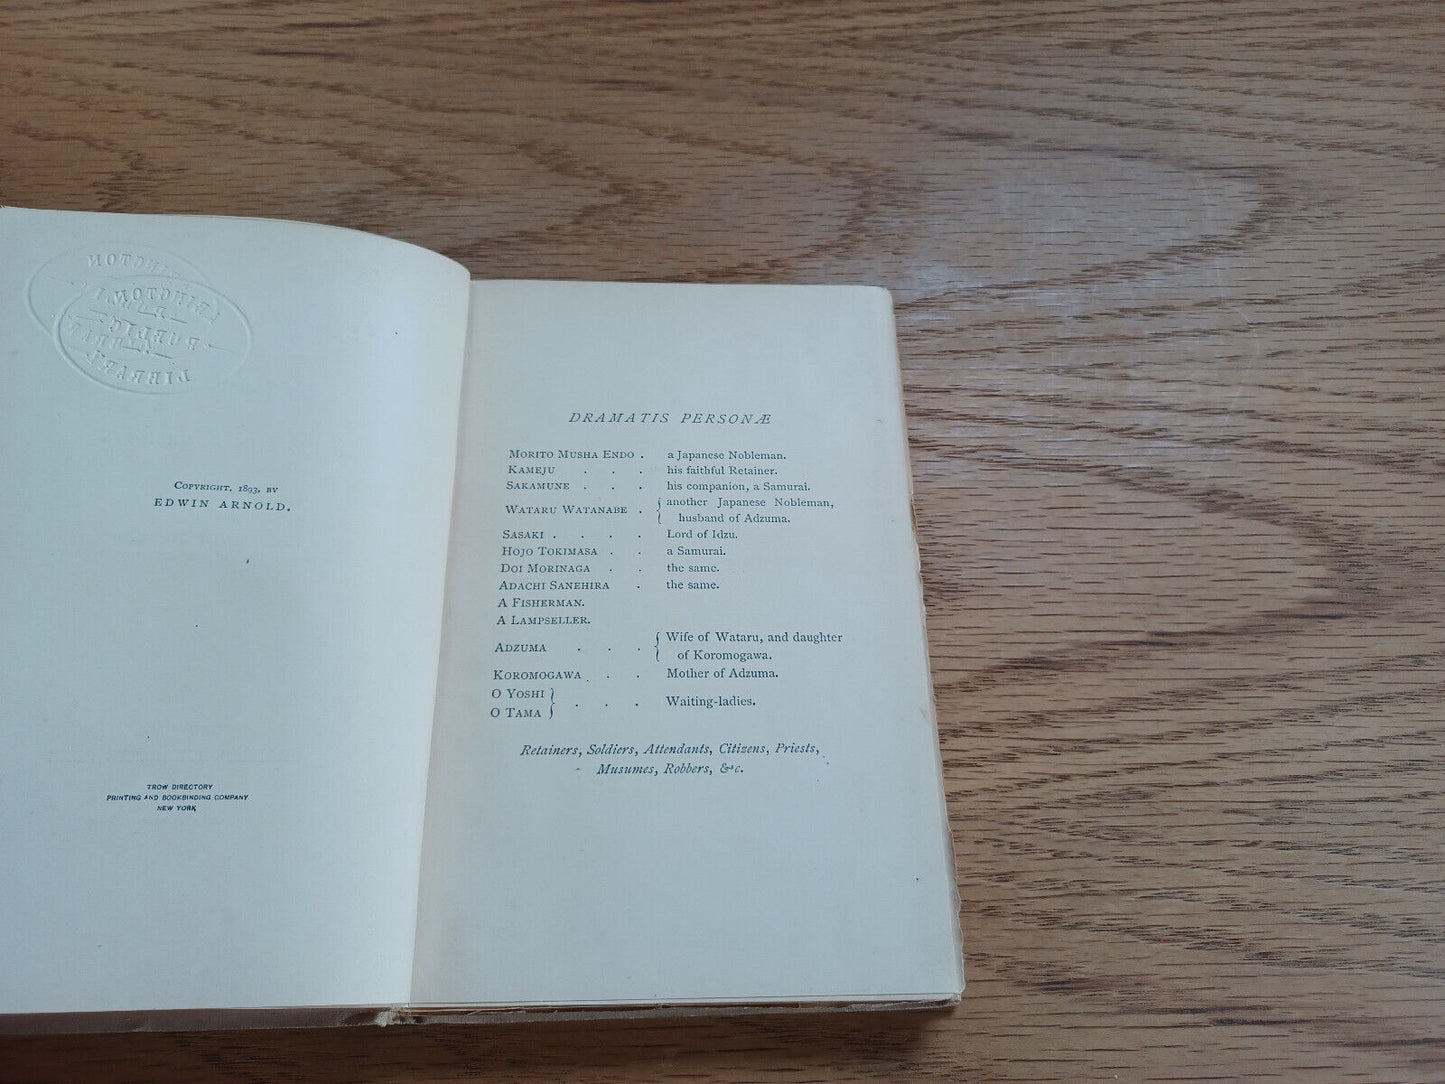 COPYRIGHT, 1893, BY
EDWIN ARNOLD.
TROW DIRECTORY
PRINTING AND BOOKBINDING COMPANY
NEW YORK
DRAMATIS PERSONÆ
MORITO MUSHA ENDO . a Japanese Nobleman.
KAMEJU . . . his faithful Retainer.
SAKAMUNE . . . his companion, a Samurai.
WATARU WATANABE . { another Japanese Nobleman,
husband of Adzuma.
SASAKI . . . . Lord of Idzu.
HOJO TOKIMASA . . a Samurai.
DOI MORINAGA . . the same.
ADACHI SANEHIRA . the same.
A FISHERMAN.
A LAMPSELLER.
ADZUMA . . . { Wife of Wataru, and daughter
of Koromogawa.
KOROMOGAWA . . . Mother of Adzuma.
O YOSHI }
O TAMA } . . . Waiting-ladies.
Retainers, Soldiers, Attendants, Citizens, Priests,
Musumes, Robbers, &c.